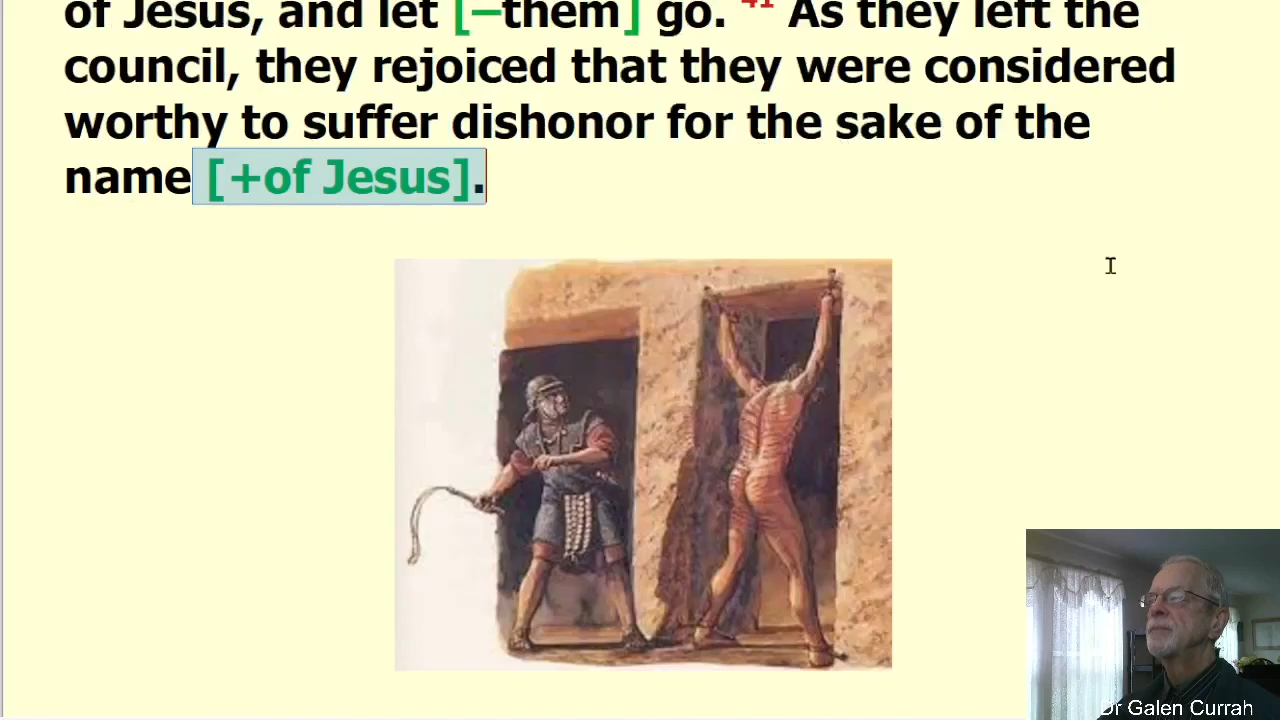 of Jesus, and let [–them] go. 41 As they left the
council, they rejoiced that they were considered
worthy to suffer dishonor for the sake of the
name [+of Jesus].
Dr Galen Currah